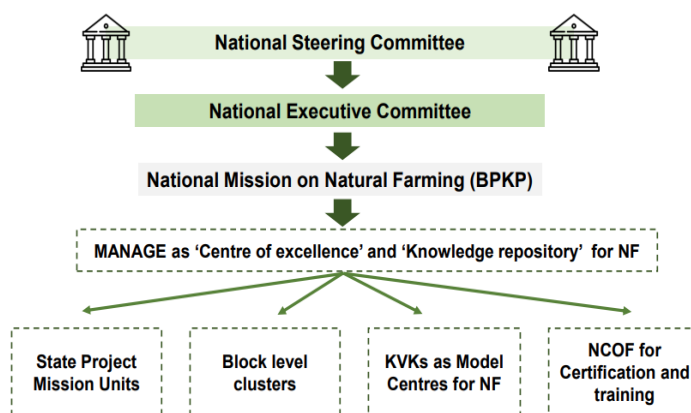 National Steering Committee
National Executive Committee
National Mission on Natural Farming (BPKP)
MANAGE as ‘Centre of excellence’ and ‘Knowledge repository’ for NF
State Project
Mission Units
Block level
clusters
KVKs as Model
Centres for NF
NCOF for
Certification and
training